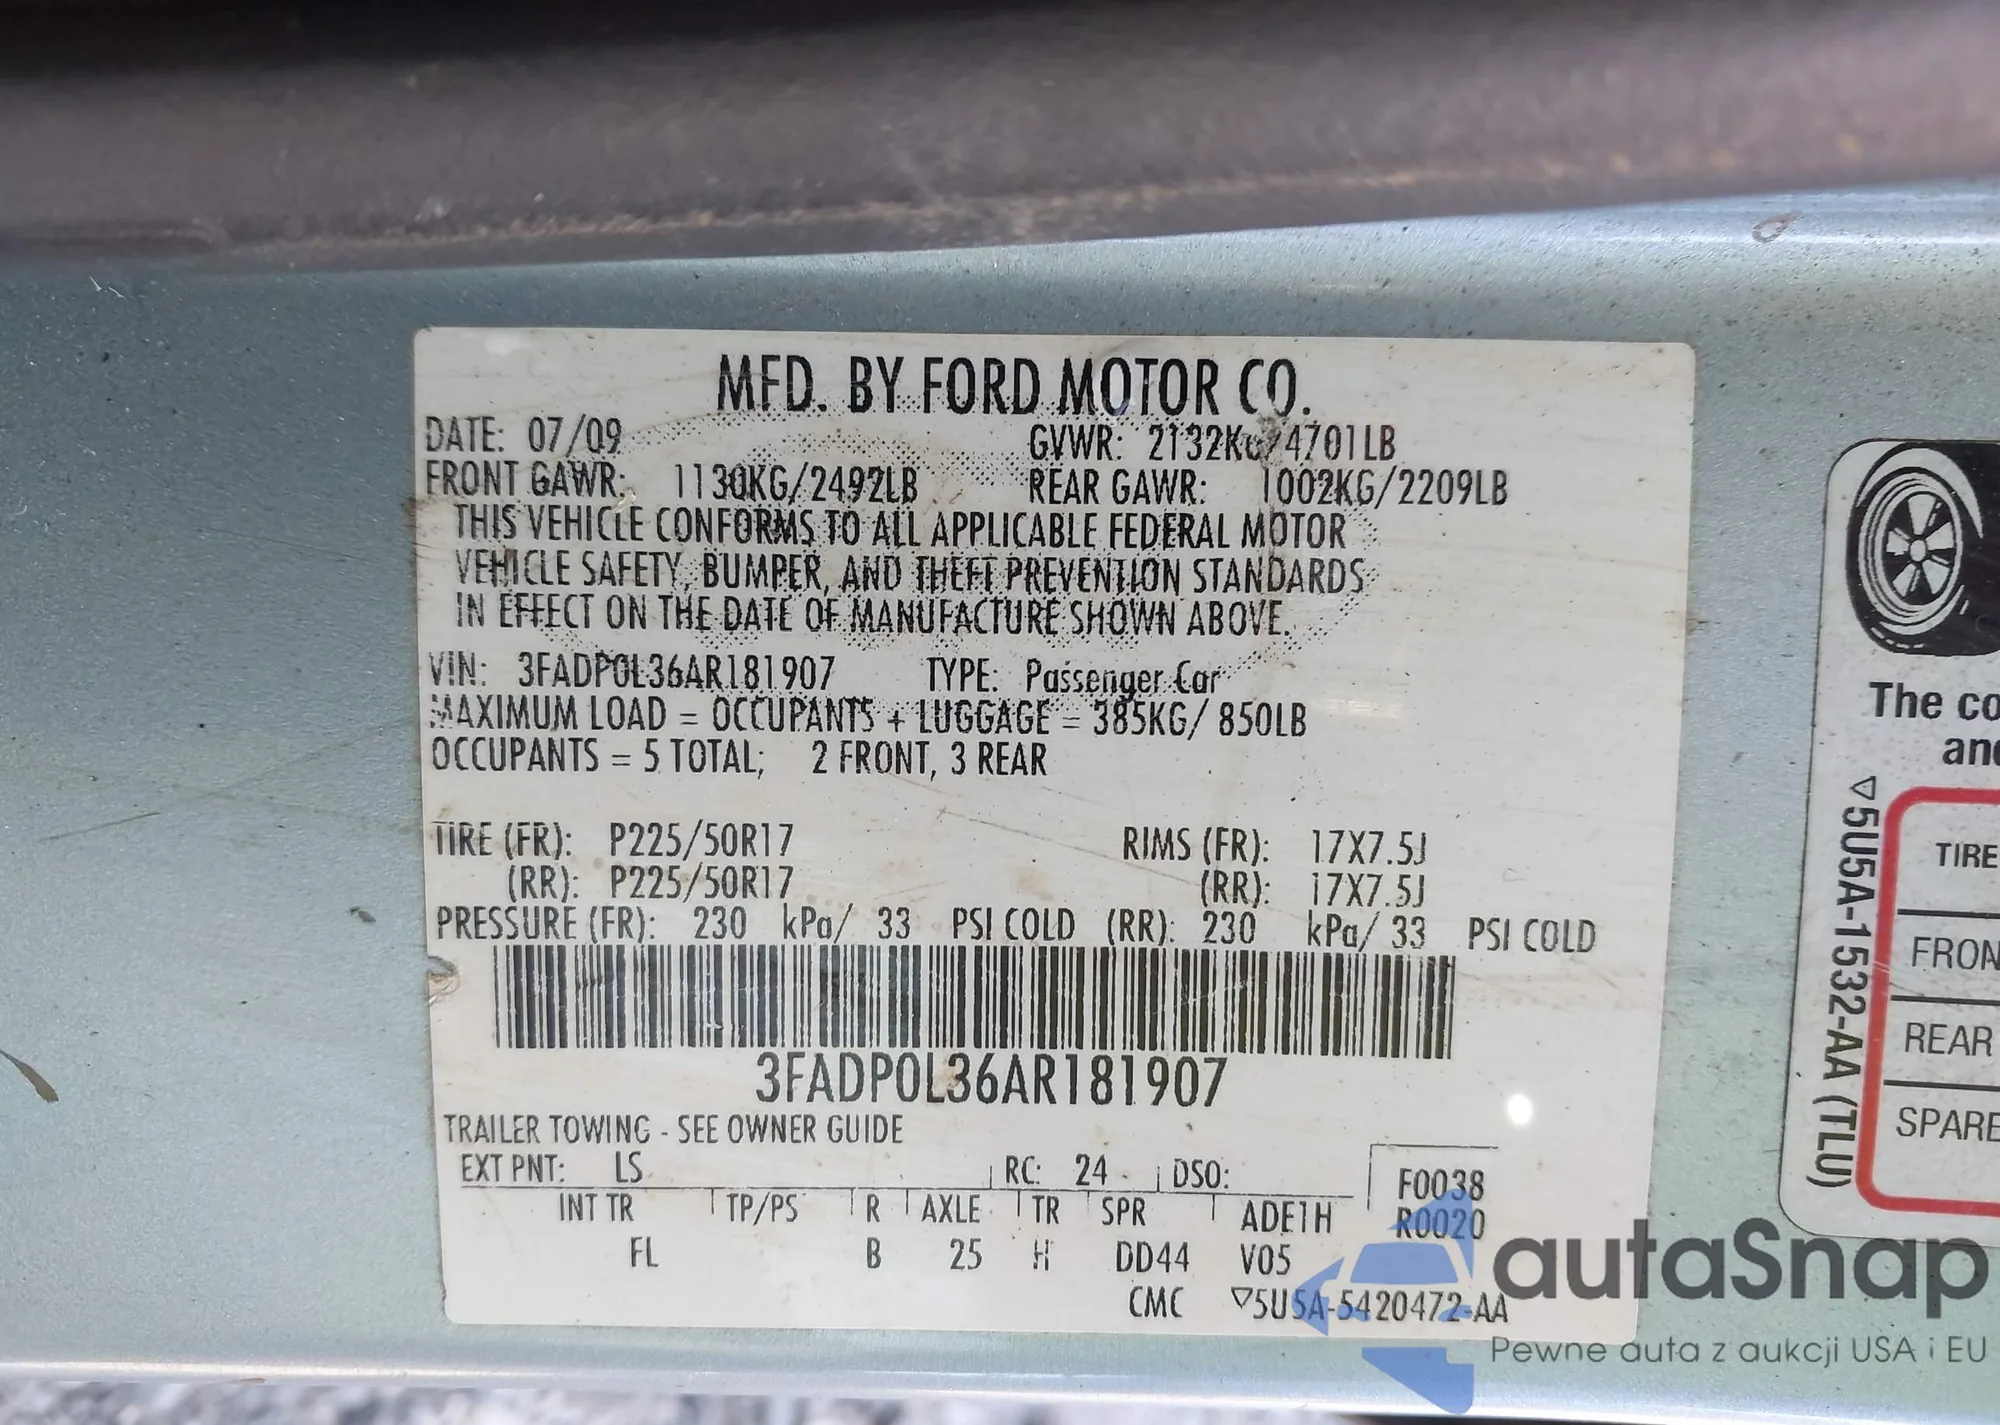 MFD. BY FORD MOTOR CO.
DATE: 07/09 GVWR: 2132KG/4701LB
FRONT GAWR: 1130KG/2492LB REAR GAWR: 1002KG/2209LB
THIS VEHICLE CONFORMS TO ALL APPLICABLE FEDERAL MOTOR
VEHICLE SAFETY, BUMPER, AND THEFT PREVENTION STANDARDS
IN EFFECT ON THE DATE OF MANUFACTURE SHOWN ABOVE.
VIN: 3FADP0L36AR181907 TYPE: Passenger Car
MAXIMUM LOAD = OCCUPANTS + LUGGAGE = 385KG/ 850LB
OCCUPANTS = 5 TOTAL; 2 FRONT, 3 REAR
TIRE (FR): P225/50R17 RIMS (FR): 17X7.5J
(RR): P225/50R17 (RR): 17X7.5J
PRESSURE (FR): 230 kPa/ 33 PSI COLD (RR): 230 kPa/ 33 PSI COLD
3FADP0L36AR181907
TRAILER TOWING - SEE OWNER GUIDE
EXT PNT: LS RC: 24 DSO: F0038
INT TR TP/PS R AXLE TR SPR ADE1H R0020
FL B 25 H DD44 V05
CMC ▽5U5A-5420472-AA
The co
and
▽5U5A-1532-AA (TLU)
TIRE
FRON
REAR
SPARE
autaSnap
Pewne auta z aukcji USA i EU